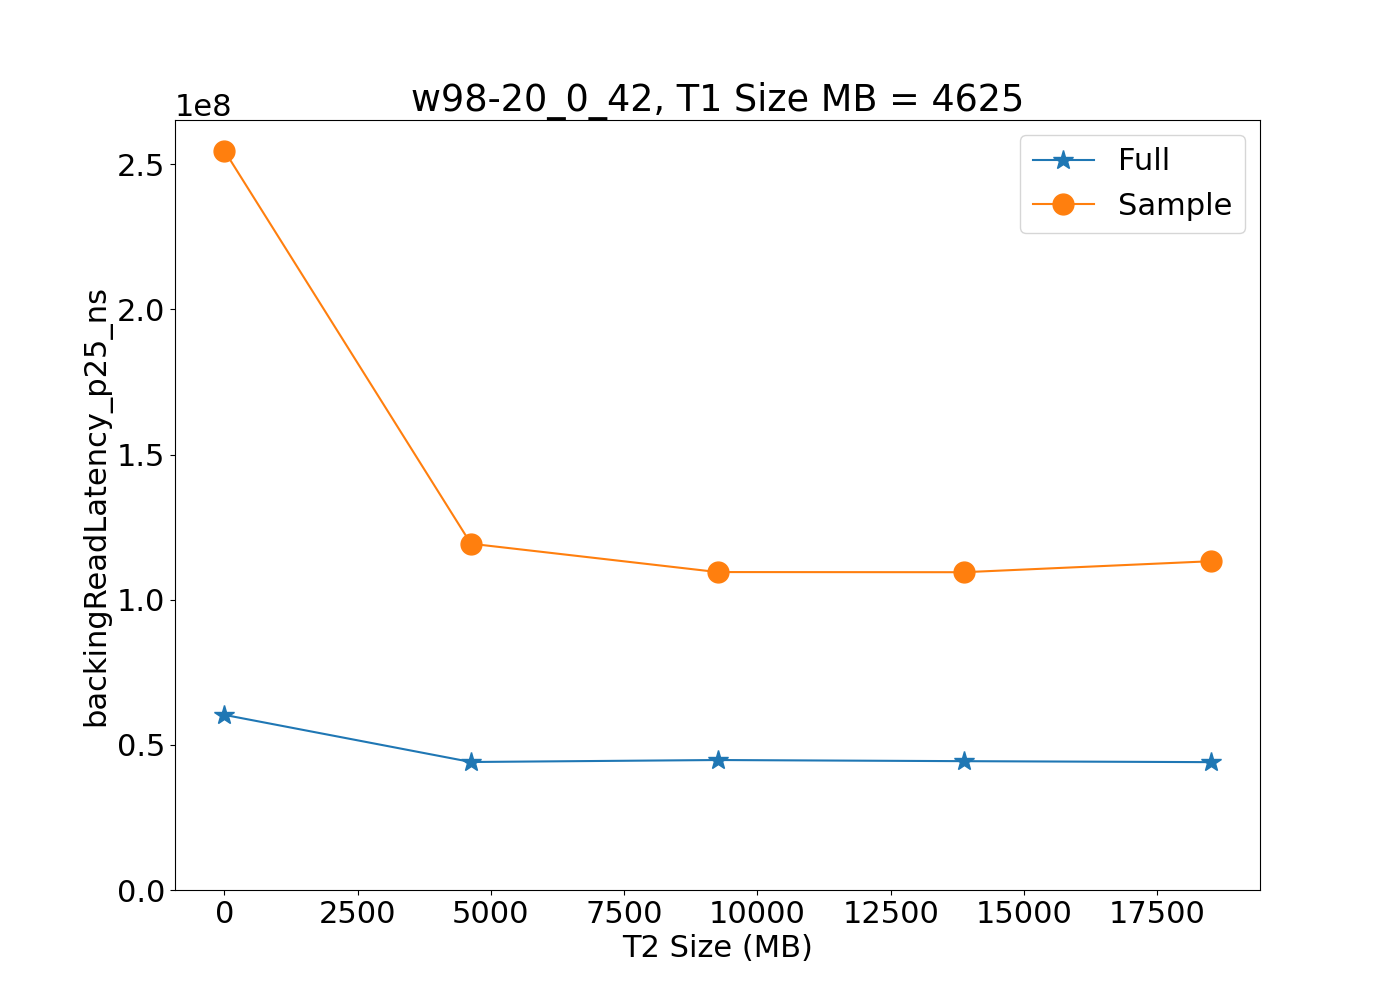 w98-20_0_42, T1 Size MB = 4625
1e8
Full
Sample
2.5
2.0
1.5
1.0
0.5
0.0
backingReadLatency_p25_ns
0 2500 5000 7500 10000 12500 15000 17500
T2 Size (MB)